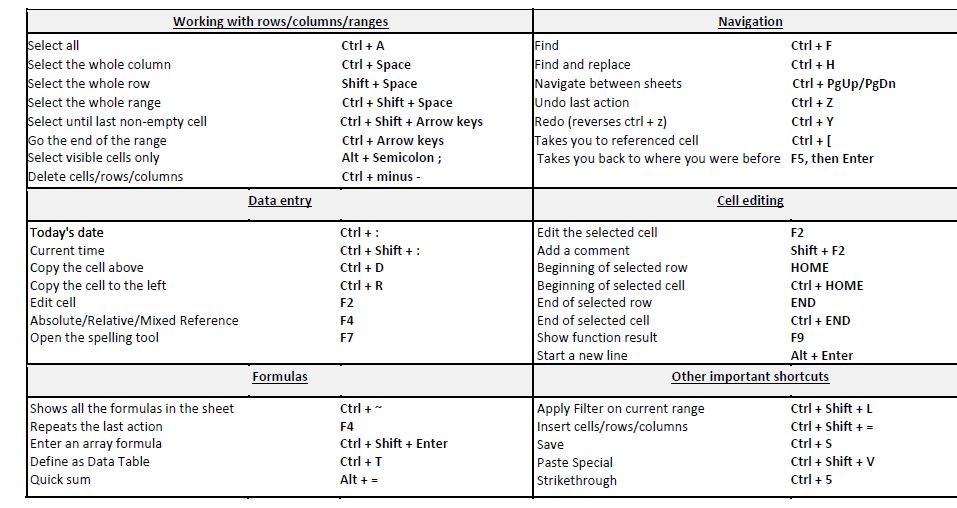 Working with rows/columns/ranges
Select all Ctrl + A
Select the whole column Ctrl + Space
Select the whole row Shift + Space
Select the whole range Ctrl + Shift + Space
Select until last non-empty cell Ctrl + Shift + Arrow keys
Go the end of the range Ctrl + Arrow keys
Select visible cells only Alt + Semicolon ;
Delete cells/rows/columns Ctrl + minus -
Navigation
Find Ctrl + F
Find and replace Ctrl + H
Navigate between sheets Ctrl + PgUp/PgDn
Undo last action Ctrl + Z
Redo (reverses ctrl + z) Ctrl + Y
Takes you to referenced cell Ctrl + [
Takes you back to where you were before F5, then Enter
Data entry
Today's date Ctrl + :
Current time Ctrl + Shift + :
Copy the cell above Ctrl + D
Copy the cell to the left Ctrl + R
Edit cell F2
Absolute/Relative/Mixed Reference F4
Open the spelling tool F7
Cell editing
Edit the selected cell F2
Add a comment Shift + F2
Beginning of selected row HOME
Beginning of selected cell Ctrl + HOME
End of selected row END
End of selected cell Ctrl + END
Show function result F9
Start a new line Alt + Enter
Formulas
Shows all the formulas in the sheet Ctrl + ~
Repeats the last action F4
Enter an array formula Ctrl + Shift + Enter
Define as Data Table Ctrl + T
Quick sum Alt + =
Other important shortcuts
Apply Filter on current range Ctrl + Shift + L
Insert cells/rows/columns Ctrl + Shift + =
Save Ctrl + S
Paste Special Ctrl + Shift + V
Strikethrough Ctrl + 5